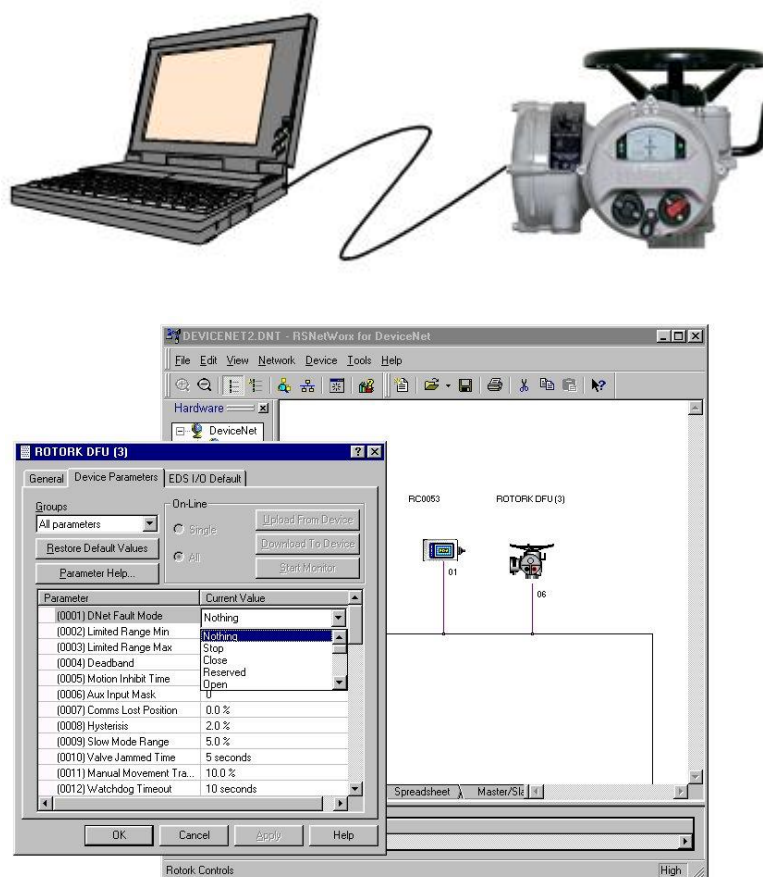 DEVICENET2.DNT - RSNetWorx for DeviceNet
File Edit View Network Device Tools Help
Hardware
DeviceNet
ROTORK DFU (3)
General Device Parameters EDS I/O Default
Groups
All parameters
Restore Default Values
Parameter Help...
On-Line
Single
All
Upload From Device
Download To Device
Start Monitor
Parameter Current Value
(0001) DNet Fault Mode Nothing
(0002) Limited Range Min Nothing
(0003) Limited Range Max Stop
(0004) Deadband Close
(0005) Motion Inhibit Time Reserved
Open
(0006) Aux Input Mask 0
(0007) Comms Lost Position 0.0 %
(0008) Hysterisis 2.0 %
(0009) Slow Mode Range 5.0 %
(0010) Valve Jammed Time 5 seconds
(0011) Manual Movement Tra... 10.0 %
(0012) Watchdog Timeout 10 seconds
OK Cancel Apply Help
RC0053 ROTORK DFU (3)
01
06
Spreadsheet Master/Sla
Rotork Controls High